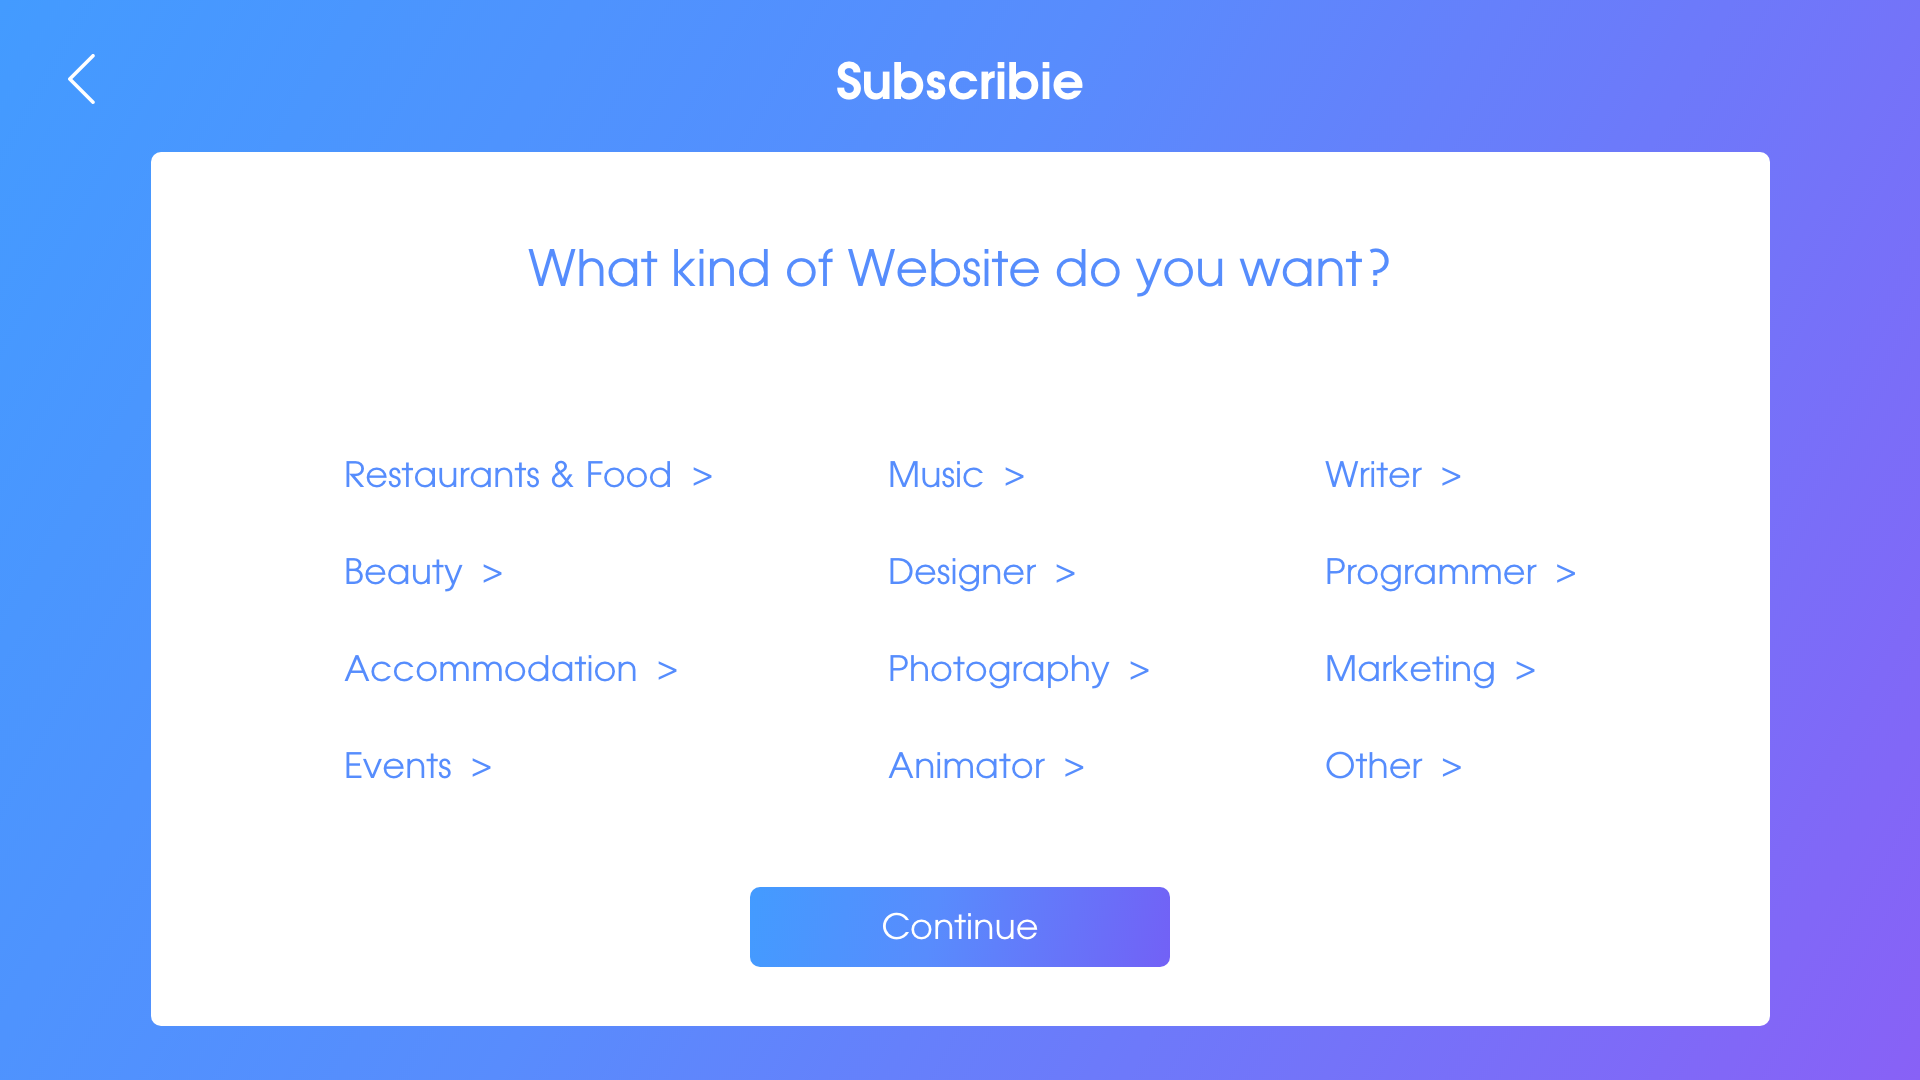 Subscribie
What kind of Website do you want?
Restaurants & Food >
Music >
Writer >
Beauty >
Designer >
Programmer >
Accommodation >
Photography >
Marketing >
Events >
Animator >
Other >
Continue